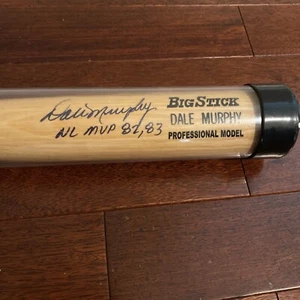 Dale Murphy
NL MVP 82, 83
BIG STICK
DALE MURPHY
PROFESSIONAL MODEL